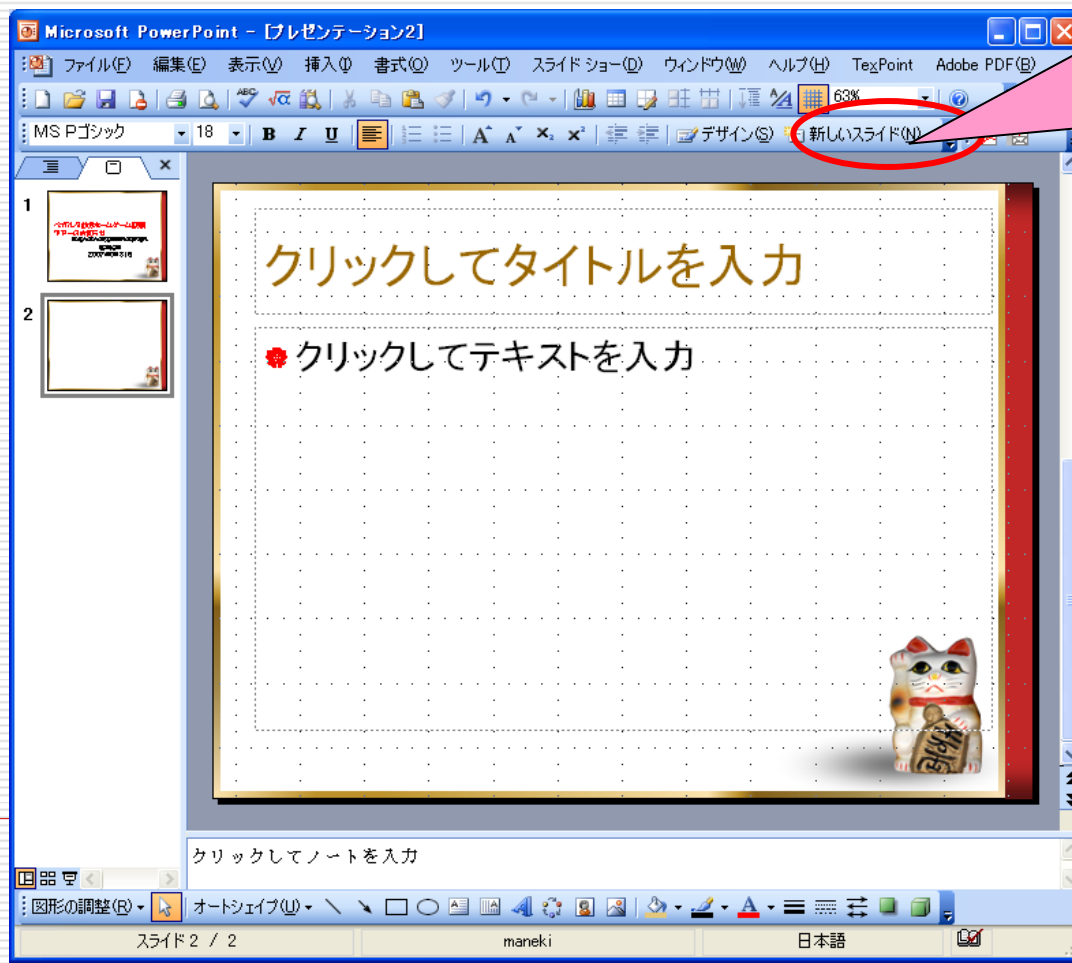 Microsoft PowerPoint - [プレゼンテーション2]
ファイル(F) 編集(E) 表示(V) 挿入(I) 書式(O) ツール(T) スライド ショー(D) ウィンドウ(W) ヘルプ(H) TeXPoint Adobe PDF(B)
63%
MS Pゴシック 18 B I U デザイン(S) 新しいスライド(N)
1
2
クリックしてタイトルを入力
クリックしてテキストを入力
クリックしてノートを入力
図形の調整(R) オートシェイプ(U)
スライド 2 / 2 maneki 日本語